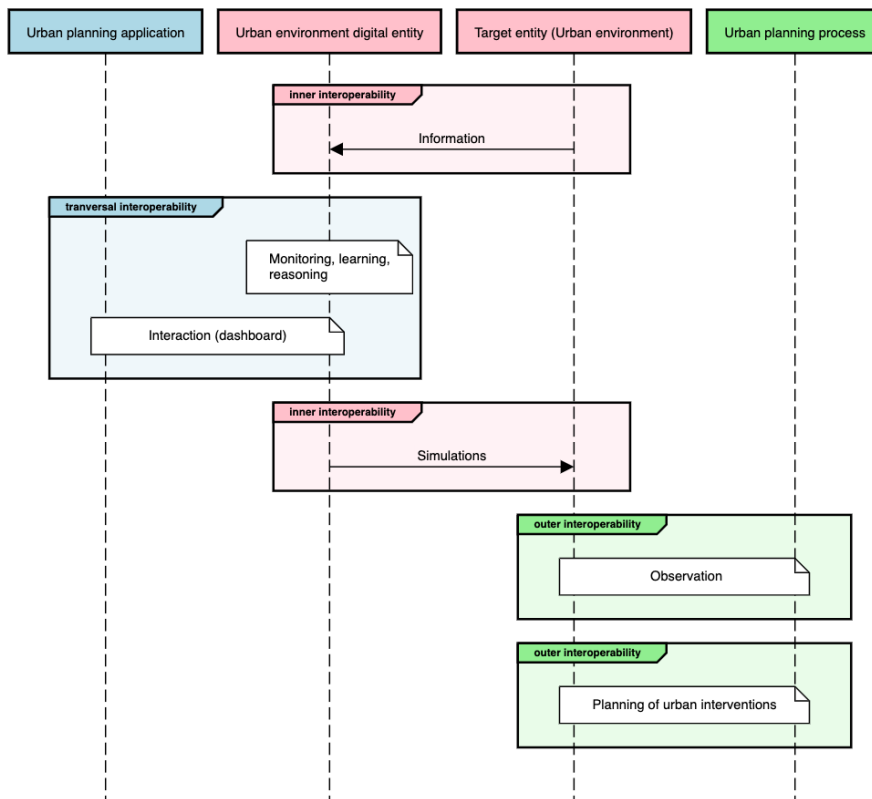 Urban planning application
Urban environment digital entity
Target entity (Urban environment)
Urban planning process
inner interoperability
Information
tranversal interoperability
Monitoring, learning,
reasoning
Interaction (dashboard)
inner interoperability
Simulations
outer interoperability
Observation
outer interoperability
Planning of urban interventions